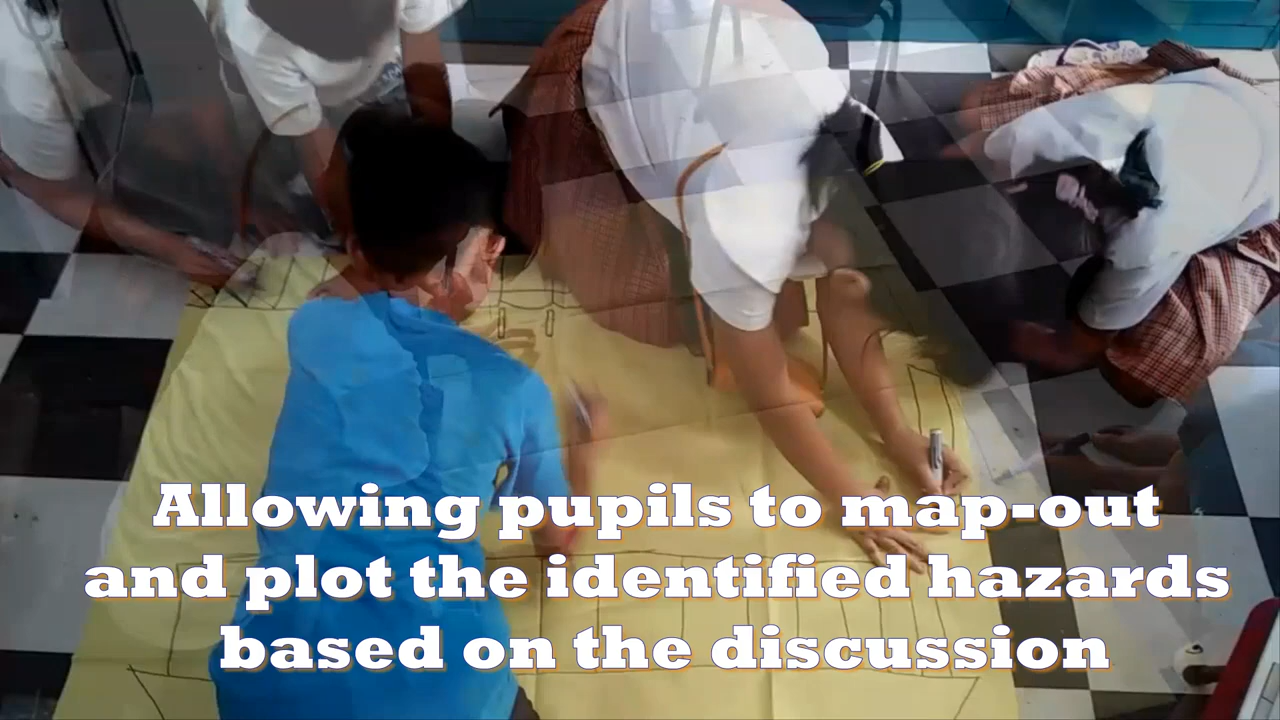 Allowing pupils to map-out
and plot the identified hazards
based on the discussion